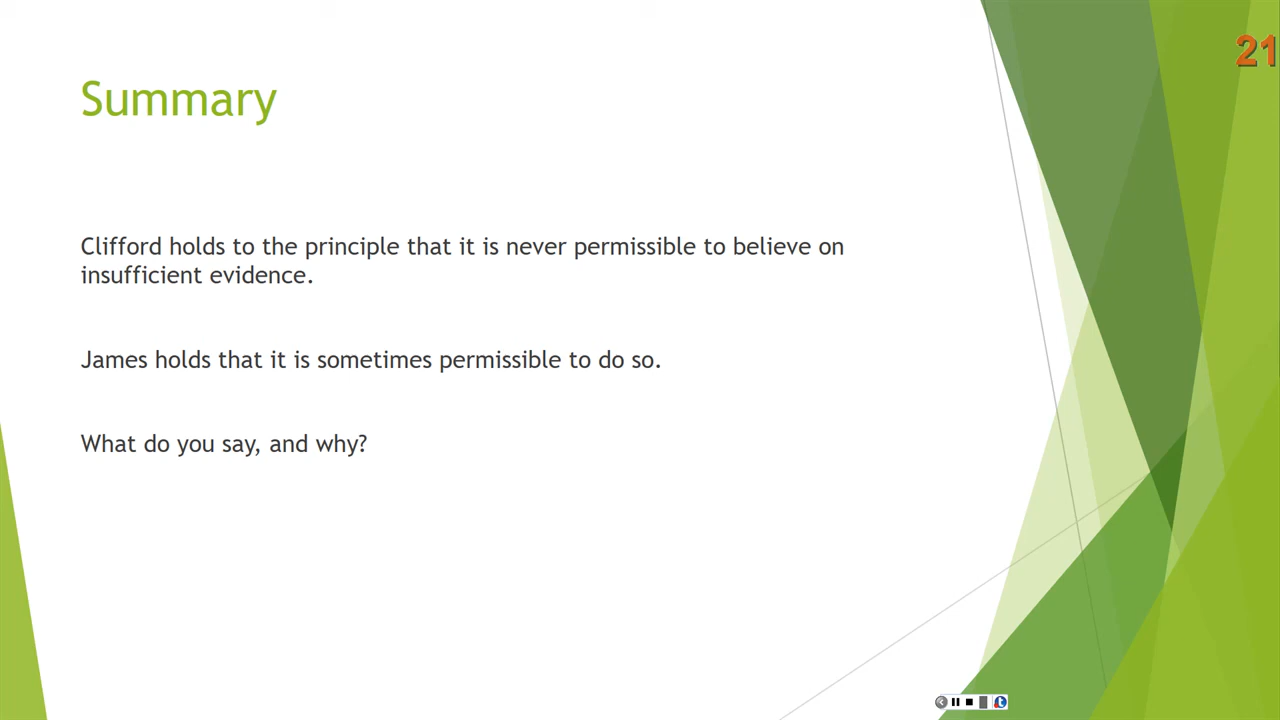 21
Summary
Clifford holds to the principle that it is never permissible to believe on
insufficient evidence.
James holds that it is sometimes permissible to do so.
What do you say, and why?